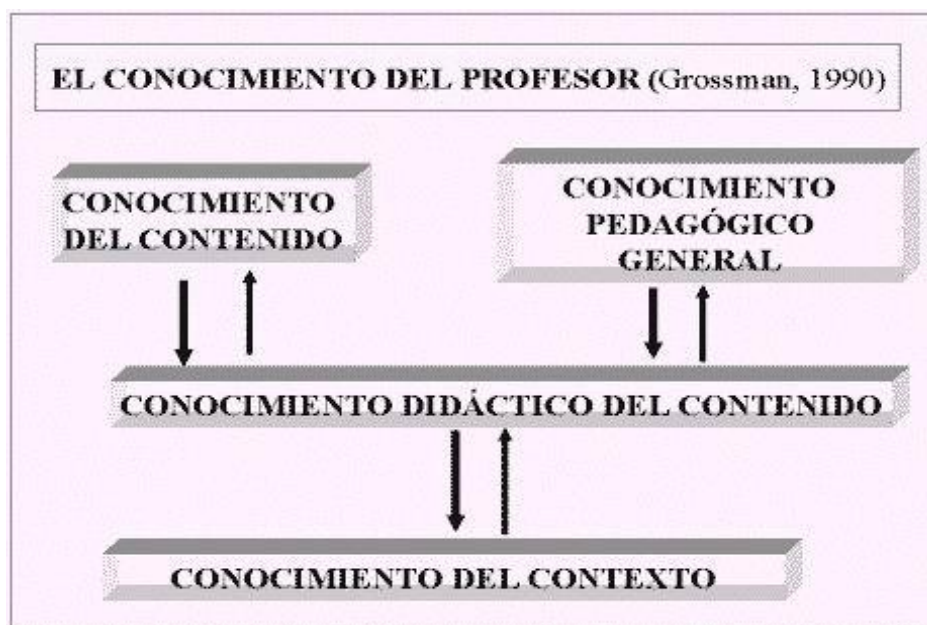 EL CONOCIMIENTO DEL PROFESOR (Grossman, 1990)
CONOCIMIENTO
DEL CONTENIDO
CONOCIMIENTO
PEDAGÓGICO
GENERAL
CONOCIMIENTO DIDÁCTICO DEL CONTENIDO
CONOCIMIENTO DEL CONTEXTO